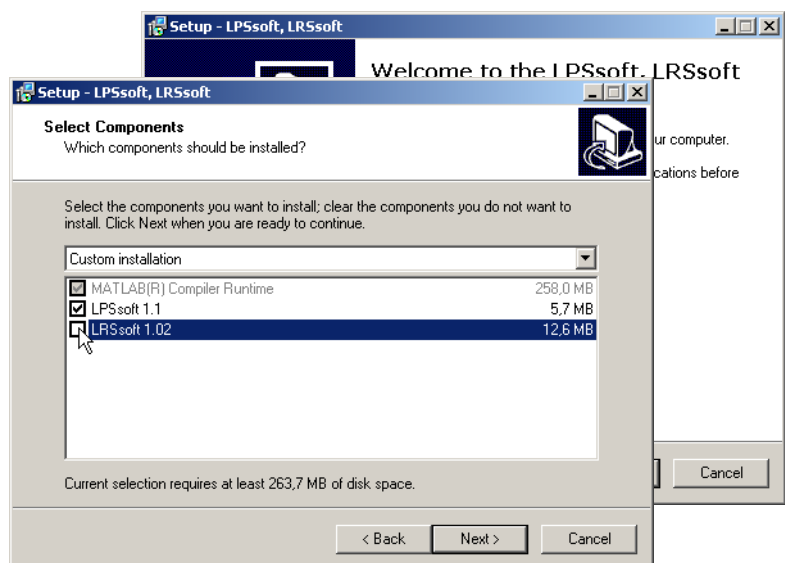 Setup - LPSsoft, LRSsoft
Welcome to the LPSsoft, LRSsoft
ur computer.
cations before
Cancel
Setup - LPSsoft, LRSsoft
Select Components
Which components should be installed?
Select the components you want to install; clear the components you do not want to
install. Click Next when you are ready to continue.
Custom installation
MATLAB(R) Compiler Runtime 258,0 MB
LPSsoft 1.1 5,7 MB
LRSsoft 1.02 12,6 MB
Current selection requires at least 263,7 MB of disk space.
< Back Next > Cancel